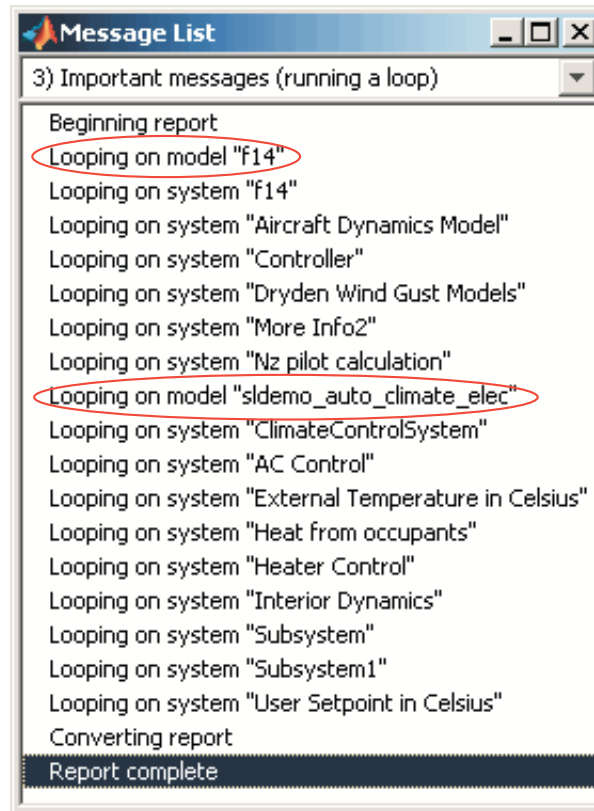 Message List
3) Important messages (running a loop)
Beginning report
Looping on model "f14"
Looping on system "f14"
Looping on system "Aircraft Dynamics Model"
Looping on system "Controller"
Looping on system "Dryden Wind Gust Models"
Looping on system "More Info2"
Looping on system "Nz pilot calculation"
Looping on model "sldemo_auto_climate_elec"
Looping on system "ClimateControlSystem"
Looping on system "AC Control"
Looping on system "External Temperature in Celsius"
Looping on system "Heat from occupants"
Looping on system "Heater Control"
Looping on system "Interior Dynamics"
Looping on system "Subsystem"
Looping on system "Subsystem1"
Looping on system "User Setpoint in Celsius"
Converting report
Report complete